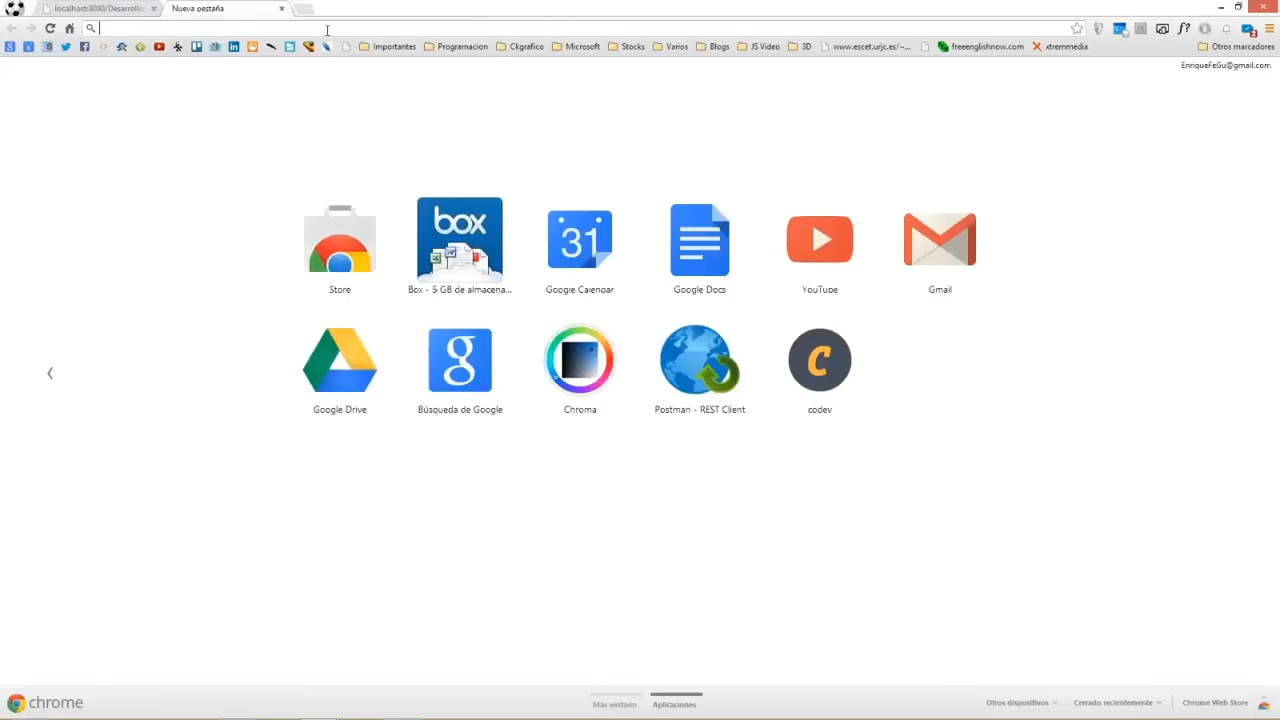 localhost:8080/Desarrollo
Nueva pestaña
Importantes
Programacion
Ckgrafico
Microsoft
Stocks
Varios
Blogs
JS Video
3D
www.escet.urjc.es/~...
freeenglishnow.com
xtremmedia
Otros marcadores
EnriqueFeGu@gmail.com
box
31
Store
Box - 5 GB de almacena...
Google Calendar
Google Docs
YouTube
Gmail
g
C
Google Drive
Búsqueda de Google
Chroma
Postman - REST Client
codev
chrome
Más visitado
Aplicaciones
Otros dispositivos
Cerrado recientemente
Chrome Web Store